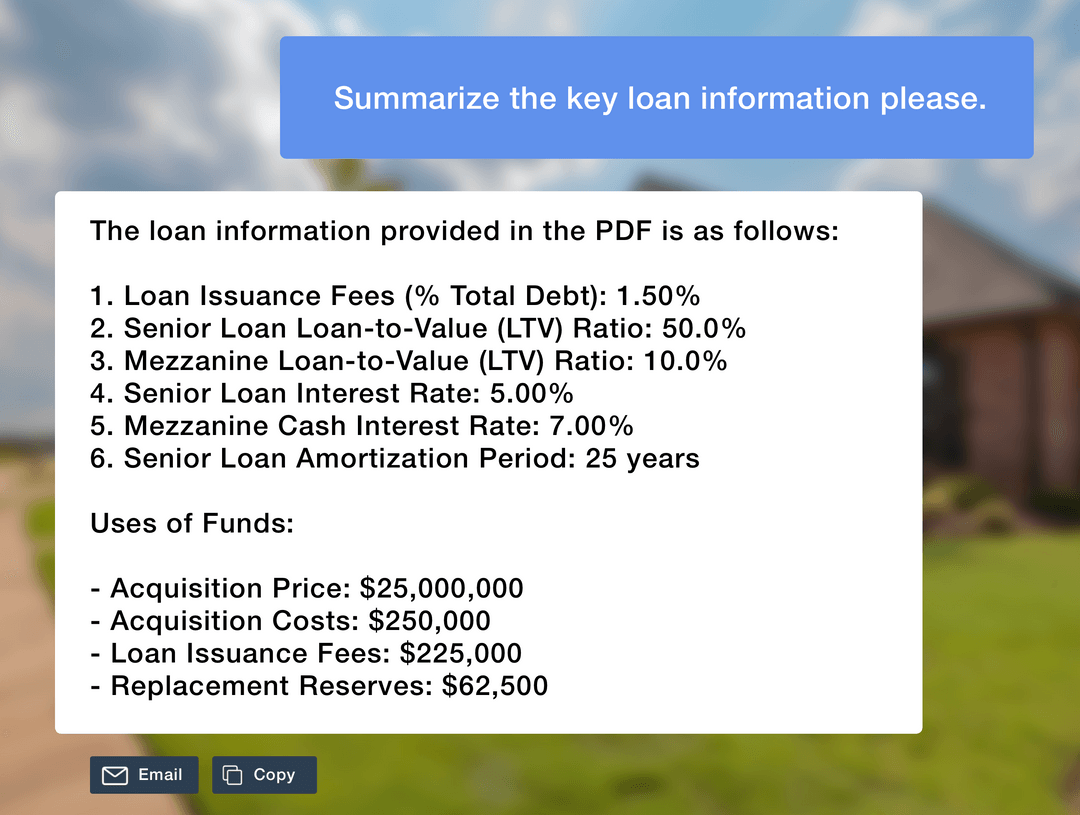 Summarize the key loan information please.
The loan information provided in the PDF is as follows:
1. Loan Issuance Fees (% Total Debt): 1.50%
2. Senior Loan Loan-to-Value (LTV) Ratio: 50.0%
3. Mezzanine Loan-to-Value (LTV) Ratio: 10.0%
4. Senior Loan Interest Rate: 5.00%
5. Mezzanine Cash Interest Rate: 7.00%
6. Senior Loan Amortization Period: 25 years
Uses of Funds:
- Acquisition Price: $25,000,000
- Acquisition Costs: $250,000
- Loan Issuance Fees: $225,000
- Replacement Reserves: $62,500
Email
Copy